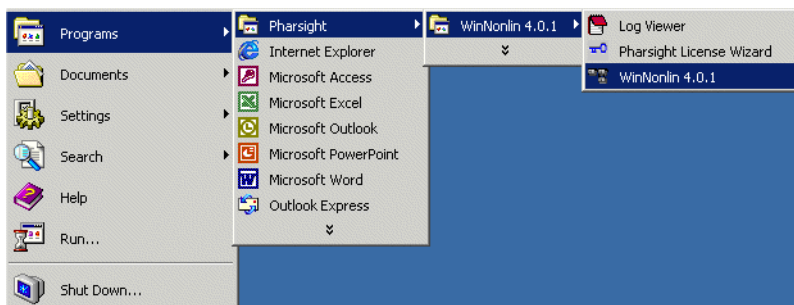 Programs
Documents
Settings
Search
Help
Run...
Shut Down...
Pharsight
Internet Explorer
Microsoft Access
Microsoft Excel
Microsoft Outlook
Microsoft PowerPoint
Microsoft Word
Outlook Express
WinNonlin 4.0.1
Log Viewer
Pharsight License Wizard
WinNonlin 4.0.1